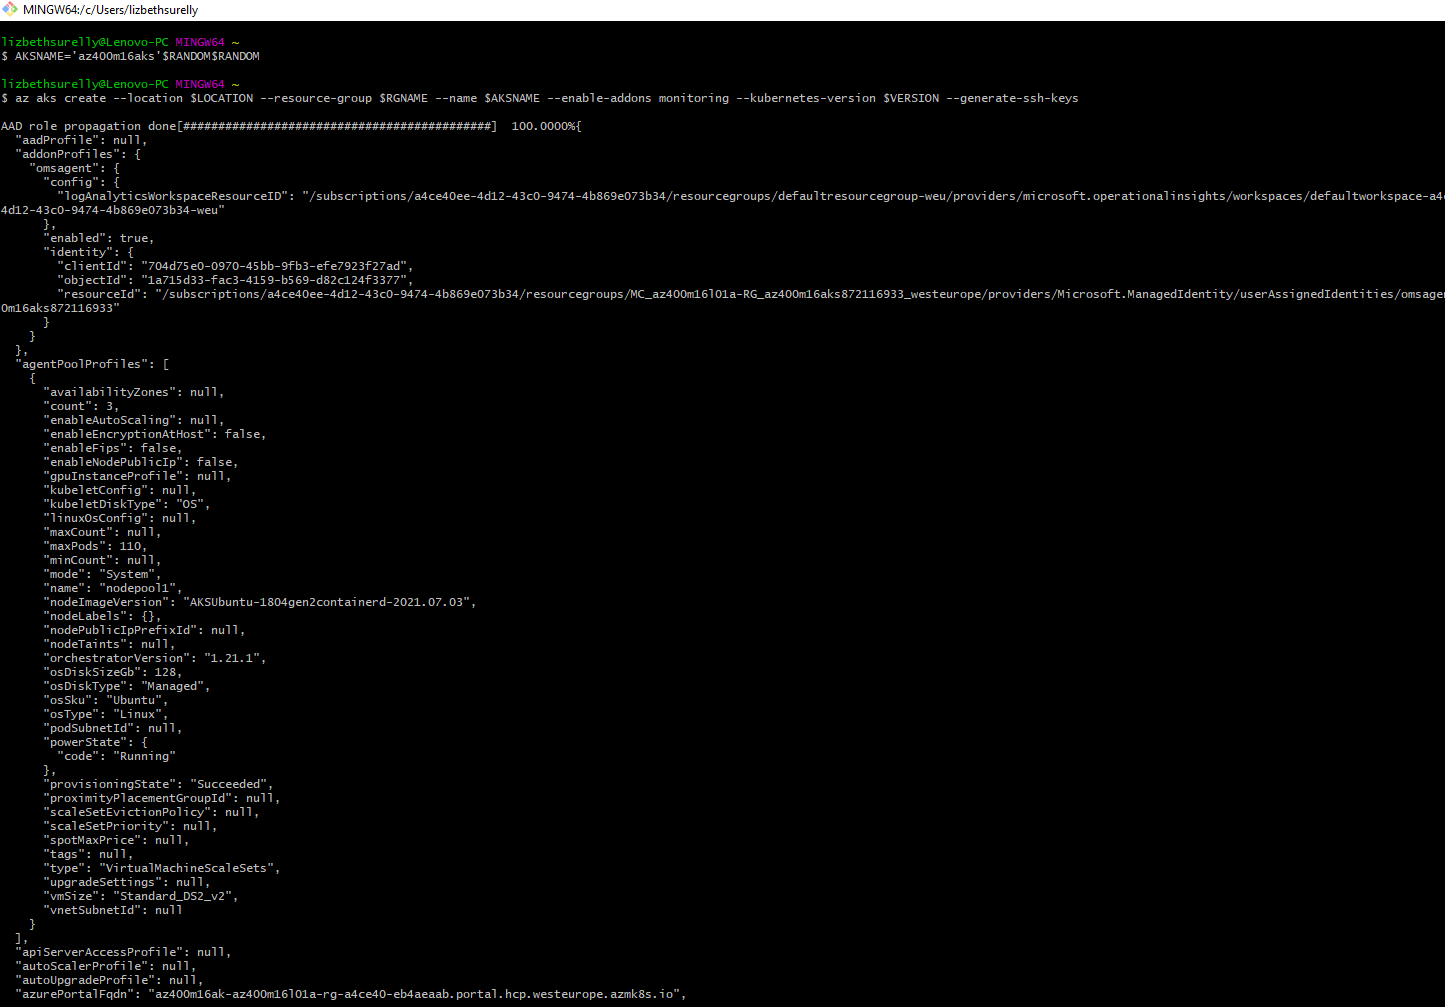 MINGW64:/c/Users/lizbethsurelly
lizbethsurelly@Lenovo-PC MINGW64 ~
$ AKSNAME='az400m16aks'$RANDOM$RANDOM
lizbethsurelly@Lenovo-PC MINGW64 ~
$ az aks create --location $LOCATION --resource-group $RGNAME --name $AKSNAME --enable-addons monitoring --kubernetes-version $VERSION --generate-ssh-keys
AAD role propagation done[############################################]  100.0000%{
  "aadProfile": null,
  "addonProfiles": {
    "omsagent": {
      "config": {
        "logAnalyticsWorkspaceResourceID": "/subscriptions/a4ce40ee-4d12-43c0-9474-4b869e073b34/resourcegroups/defaultresourcegroup-weu/providers/microsoft.operationalinsights/workspaces/defaultworkspace-a4
4d12-43c0-9474-4b869e073b34-weu"
      },
      "enabled": true,
      "identity": {
        "clientId": "704d75e0-0970-45bb-9fb3-efe7923f27ad",
        "objectId": "1a715d33-fac3-4159-b569-d82c124f3377",
        "resourceId": "/subscriptions/a4ce40ee-4d12-43c0-9474-4b869e073b34/resourcegroups/MC_az400m16l01a-RG_az400m16aks872116933_westeurope/providers/Microsoft.ManagedIdentity/userAssignedIdentities/omsagen
0m16aks872116933"
      }
    }
  },
  "agentPoolProfiles": [
    {
      "availabilityZones": null,
      "count": 3,
      "enableAutoScaling": null,
      "enableEncryptionAtHost": false,
      "enableFips": false,
      "enableNodePublicIp": false,
      "gpuInstanceProfile": null,
      "kubeletConfig": null,
      "kubeletDiskType": "OS",
      "linuxOsConfig": null,
      "maxCount": null,
      "maxPods": 110,
      "minCount": null,
      "mode": "System",
      "name": "nodepool1",
      "nodeImageVersion": "AKSUbuntu-1804gen2containerd-2021.07.03",
      "nodeLabels": {},
      "nodePublicIpPrefixId": null,
      "nodeTaints": null,
      "orchestratorVersion": "1.21.1",
      "osDiskSizeGb": 128,
      "osDiskType": "Managed",
      "osSku": "Ubuntu",
      "osType": "Linux",
      "podSubnetId": null,
      "powerState": {
        "code": "Running"
      },
      "provisioningState": "Succeeded",
      "proximityPlacementGroupId": null,
      "scaleSetEvictionPolicy": null,
      "scaleSetPriority": null,
      "spotMaxPrice": null,
      "tags": null,
      "type": "VirtualMachineScaleSets",
      "upgradeSettings": null,
      "vmSize": "Standard_DS2_v2",
      "vnetSubnetId": null
    }
  ],
  "apiServerAccessProfile": null,
  "autoScalerProfile": null,
  "autoUpgradeProfile": null,
  "azurePortalFqdn": "az400m16ak-az400m16l01a-rg-a4ce40-eb4aeaab.portal.hcp.westeurope.azmk8s.io",